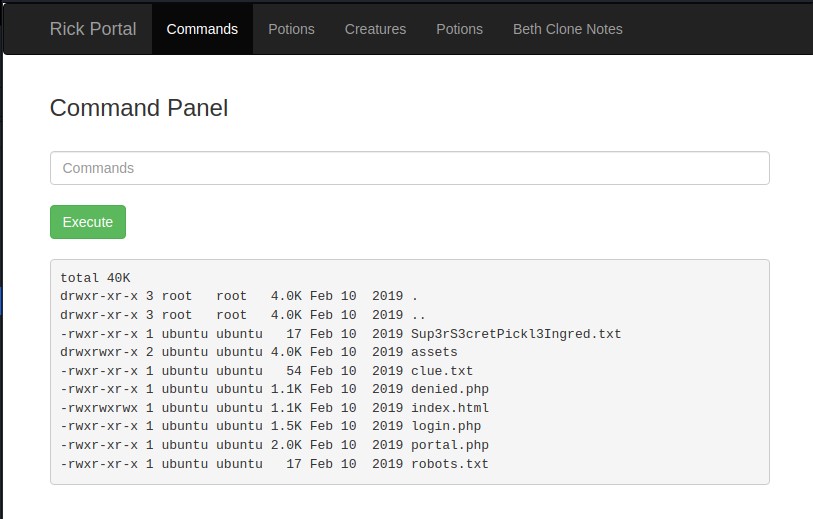 Rick Portal Commands Potions Creatures Potions Beth Clone Notes
Command Panel
Commands
Execute
total 40K
drwxr-xr-x 3 root   root   4.0K Feb 10  2019 .
drwxr-xr-x 3 root   root   4.0K Feb 10  2019 ..
-rwxr-xr-x 1 ubuntu ubuntu   17 Feb 10  2019 Sup3rS3cretPickl3Ingred.txt
drwxrwxr-x 2 ubuntu ubuntu 4.0K Feb 10  2019 assets
-rwxr-xr-x 1 ubuntu ubuntu   54 Feb 10  2019 clue.txt
-rwxr-xr-x 1 ubuntu ubuntu 1.1K Feb 10  2019 denied.php
-rwxrwxrwx 1 ubuntu ubuntu 1.1K Feb 10  2019 index.html
-rwxr-xr-x 1 ubuntu ubuntu 1.5K Feb 10  2019 login.php
-rwxr-xr-x 1 ubuntu ubuntu 2.0K Feb 10  2019 portal.php
-rwxr-xr-x 1 ubuntu ubuntu   17 Feb 10  2019 robots.txt